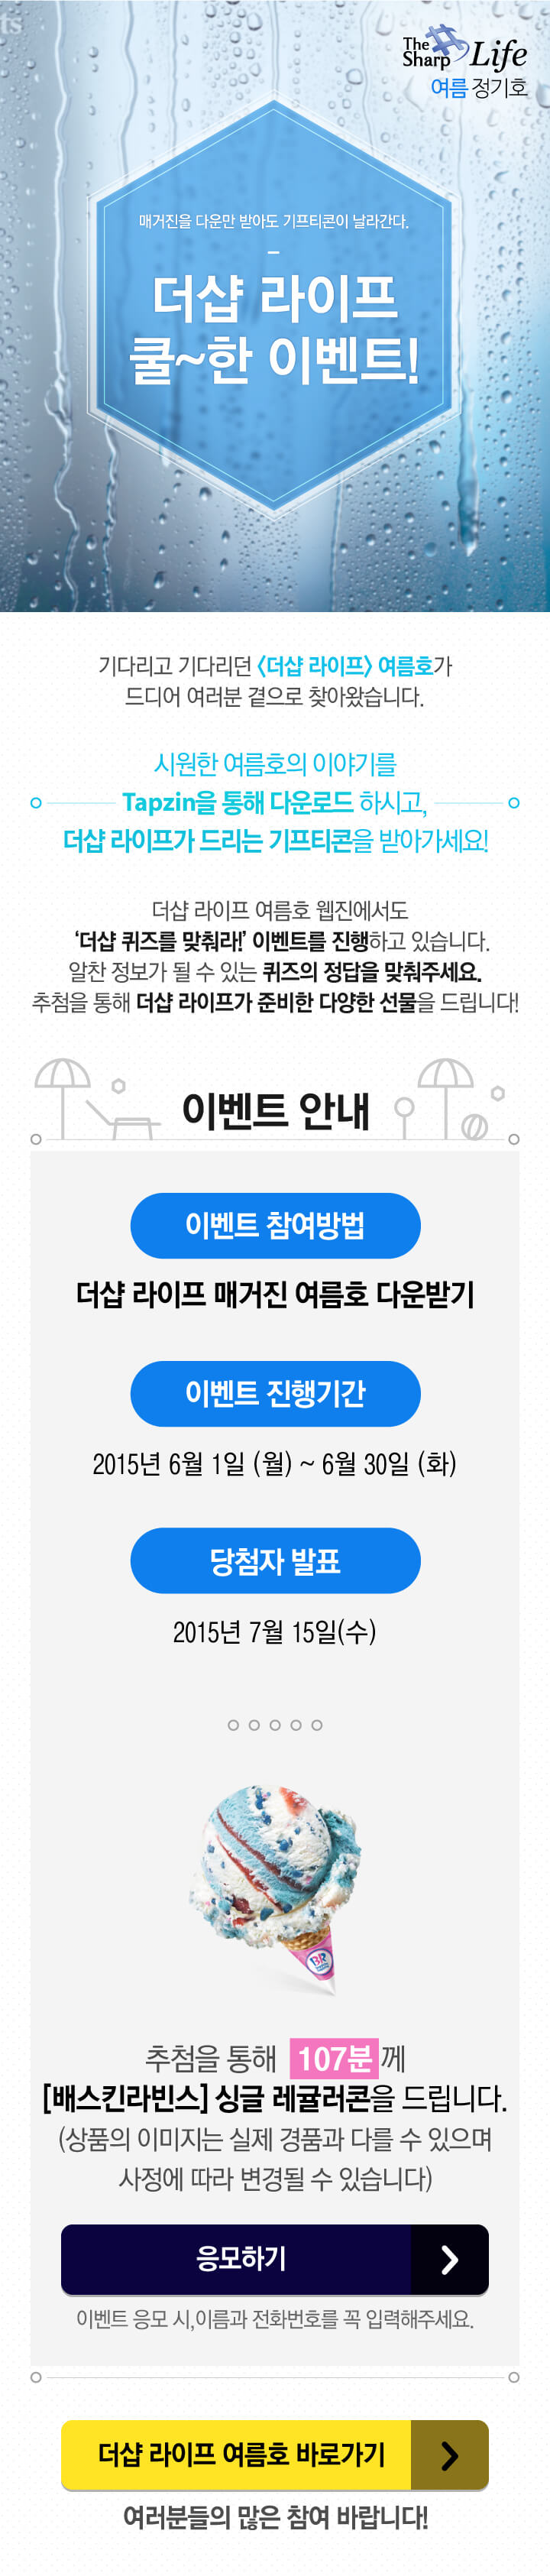 ts
The
Sharp Life
여름 정기호
매거진을 다운만 받아도 기프티콘이 날라간다.
더샵 라이프
쿨~한 이벤트!
기다리고 기다리던 <더샵 라이프> 여름호가
드디어 여러분 곁으로 찾아왔습니다.
시원한 여름호의 이야기를
Tapzin을 통해 다운로드 하시고,
더샵 라이프가 드리는 기프티콘을 받아가세요!
더샵 라이프 여름호 웹진에서도
‘더샵 퀴즈를 맞춰라!’ 이벤트를 진행하고 있습니다.
알찬 정보가 될 수 있는 퀴즈의 정답을 맞춰주세요.
추첨을 통해 더샵 라이프가 준비한 다양한 선물을 드립니다!
이벤트 안내
이벤트 참여방법
더샵 라이프 매거진 여름호 다운받기
이벤트 진행기간
2015년 6월 1일 (월) ~ 6월 30일 (화)
당첨자 발표
2015년 7월 15일(수)
BR
추첨을 통해 107분께
[배스킨라빈스] 싱글 레귤러콘을 드립니다.
(상품의 이미지는 실제 경품과 다를 수 있으며
사정에 따라 변경될 수 있습니다)
응모하기
이벤트 응모 시,이름과 전화번호를 꼭 입력해주세요.
더샵 라이프 여름호 바로가기
여러분들의 많은 참여 바랍니다!